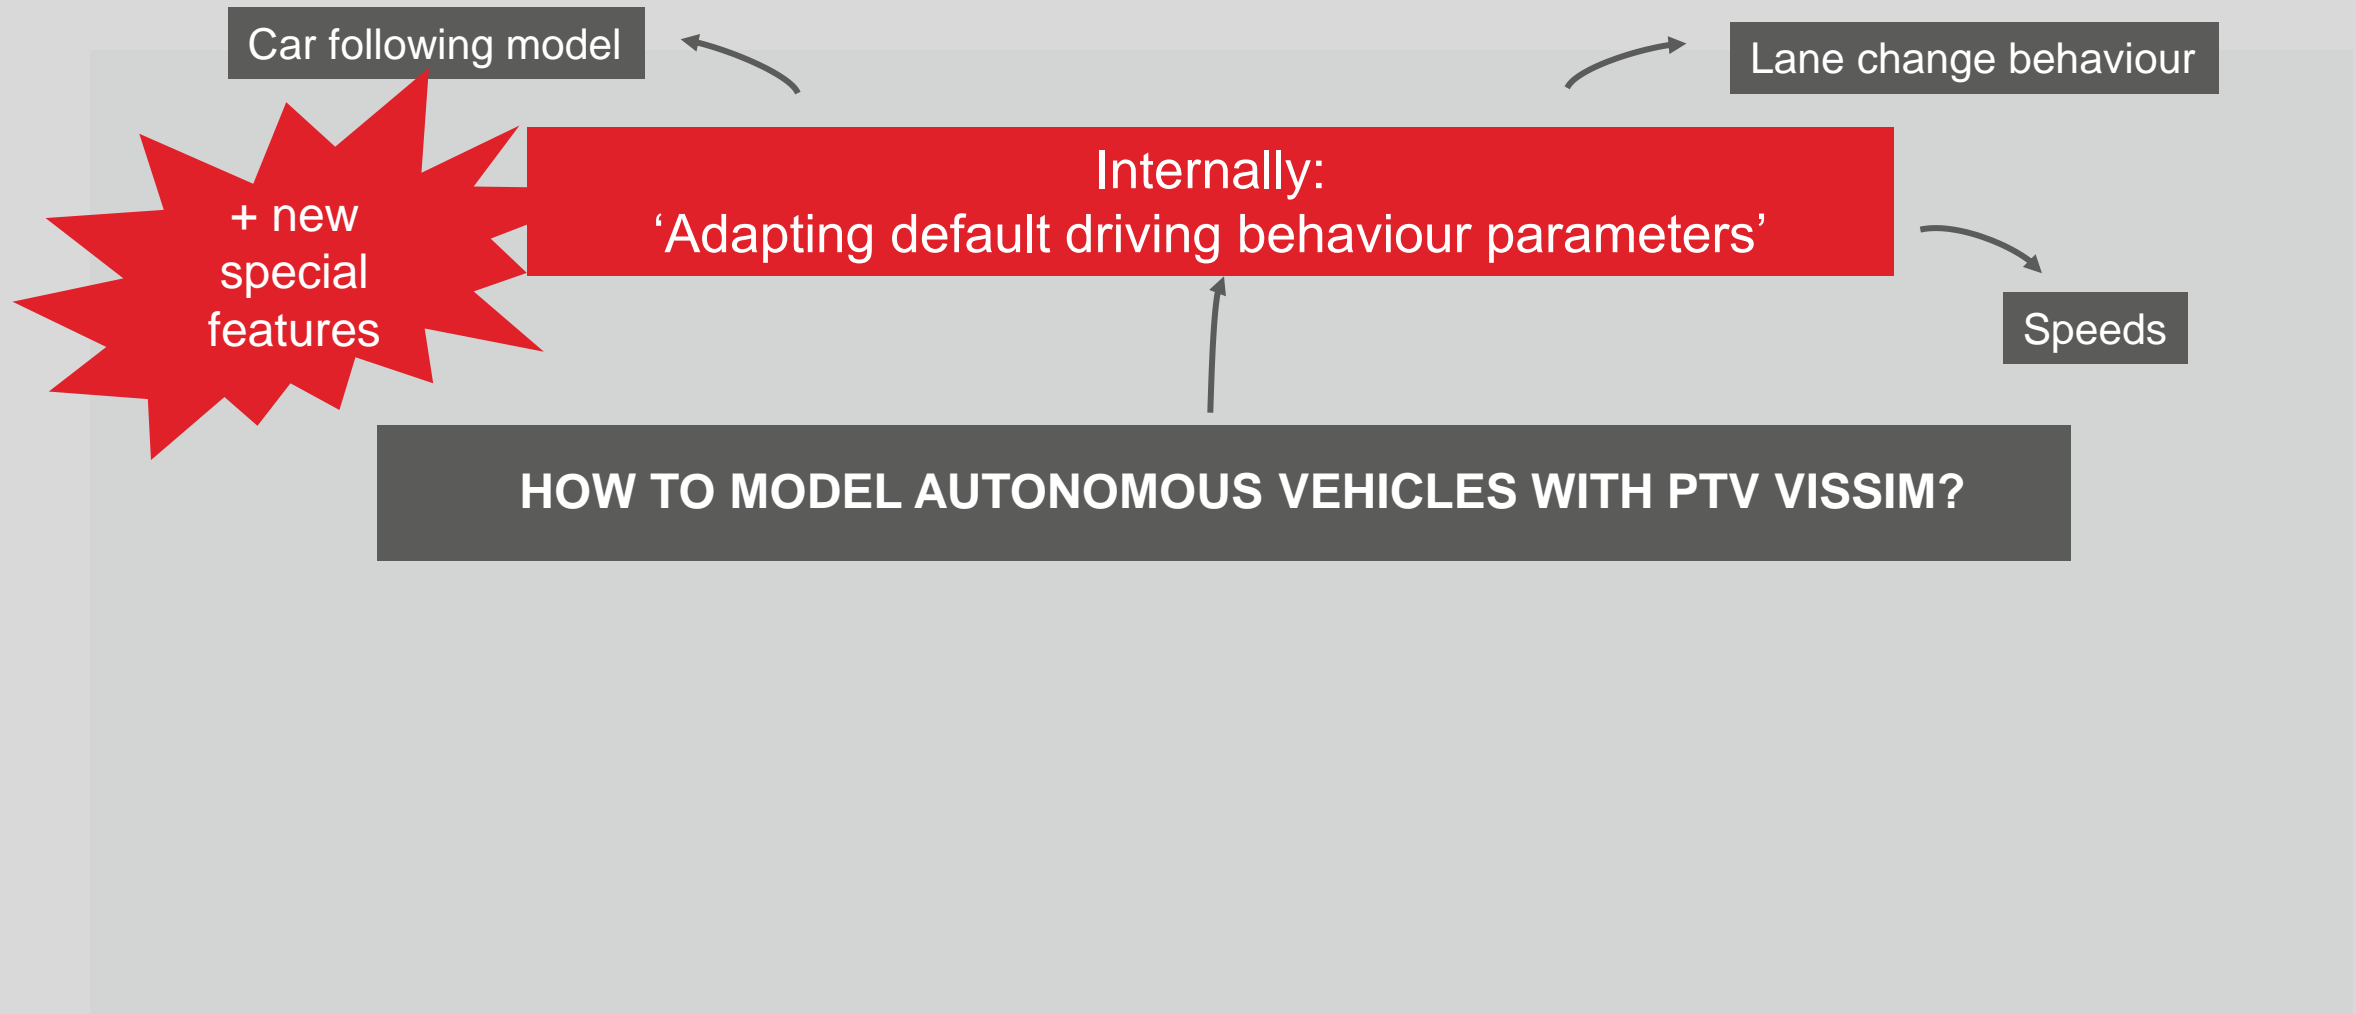 Car following model
Lane change behaviour
Internally:
‘Adapting default driving behaviour parameters’
+ new
special
features
Speeds
HOW TO MODEL AUTONOMOUS VEHICLES WITH PTV VISSIM?